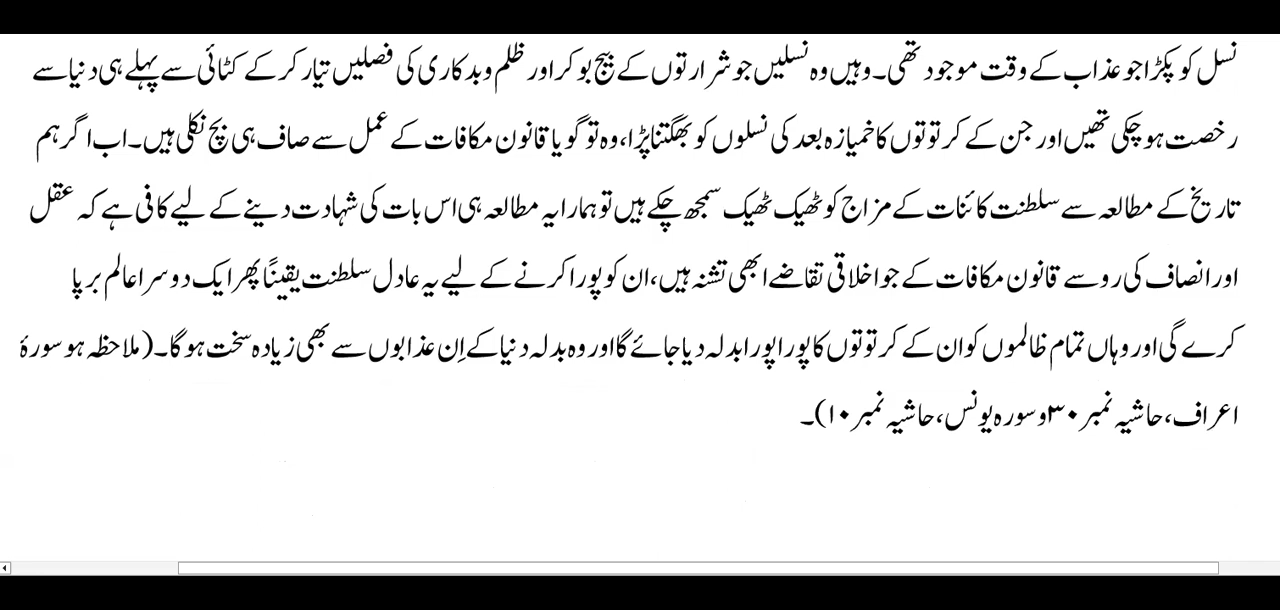 نسل کو پکڑا جو عذاب کے وقت موجود تھی۔ وہیں وہ نسلیں جو شرارتوں کے بیج بو کر اور ظلم و بدکاری کی فصلیں تیار کر کے کٹائی سے پہلے ہی دنیا سے
رخصت ہو چکی تھیں اور جن کے کرتوتوں کا خمیازہ بعد کی نسلوں کو بھگتنا پڑا، وہ تو گویا قانون مکافات کے عمل سے صاف ہی بچ نکلی ہیں۔ اب اگر ہم
تاریخ کے مطالعہ سے سلطنت کائنات کے مزاج کو ٹھیک ٹھیک سمجھ چکے ہیں تو ہمارا یہ مطالعہ ہی اس بات کی شہادت دینے کے لیے کافی ہے کہ عقل
اور انصاف کی رو سے قانون مکافات کے جو اخلاقی تقاضے ابھی تشنہ ہیں، ان کو پورا کرنے کے لیے یہ عادل سلطنت یقیناً پھر ایک دوسرا عالم برپا
کرے گی اور وہاں تمام ظالموں کو ان کے کرتوتوں کا پورا پورا بدلہ دیا جائے گا اور وہ بدلہ دنیا کے اِن عذابوں سے بھی زیادہ سخت ہو گا۔ (ملاحظہ ہو سورۂ
اعراف، حاشیہ نمبر ۳۰ و سورہ یونس، حاشیہ نمبر ۱۰)۔